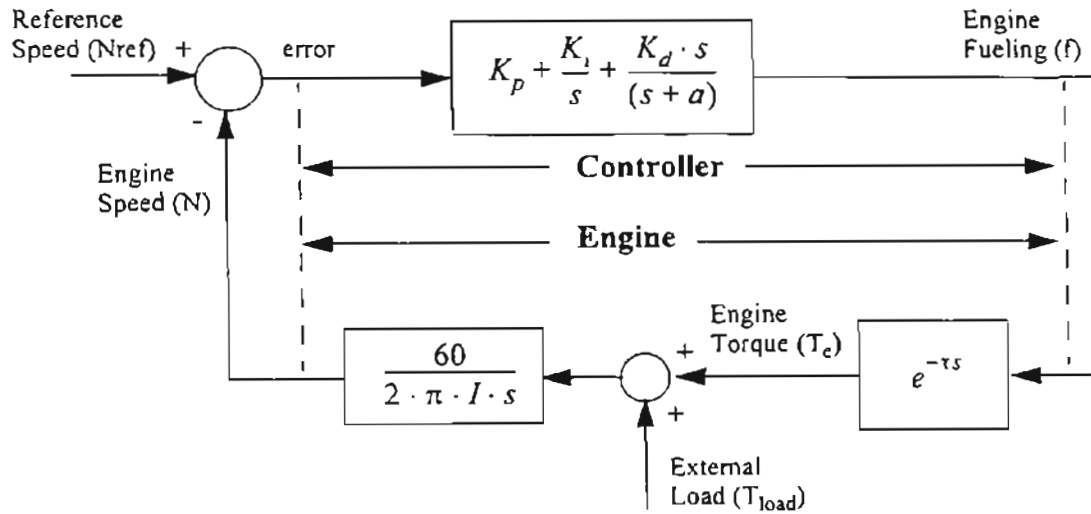 Reference
Speed (Nref)
+
-
error
K_p + K_i/s + K_d · s/(s + a)
Engine
Fueling (f)
Controller
Engine
Speed (N)
Engine
60/(2 · π · I · s)
Engine
Torque (T_e)
+
+
e^{-τs}
External
Load (T_load)